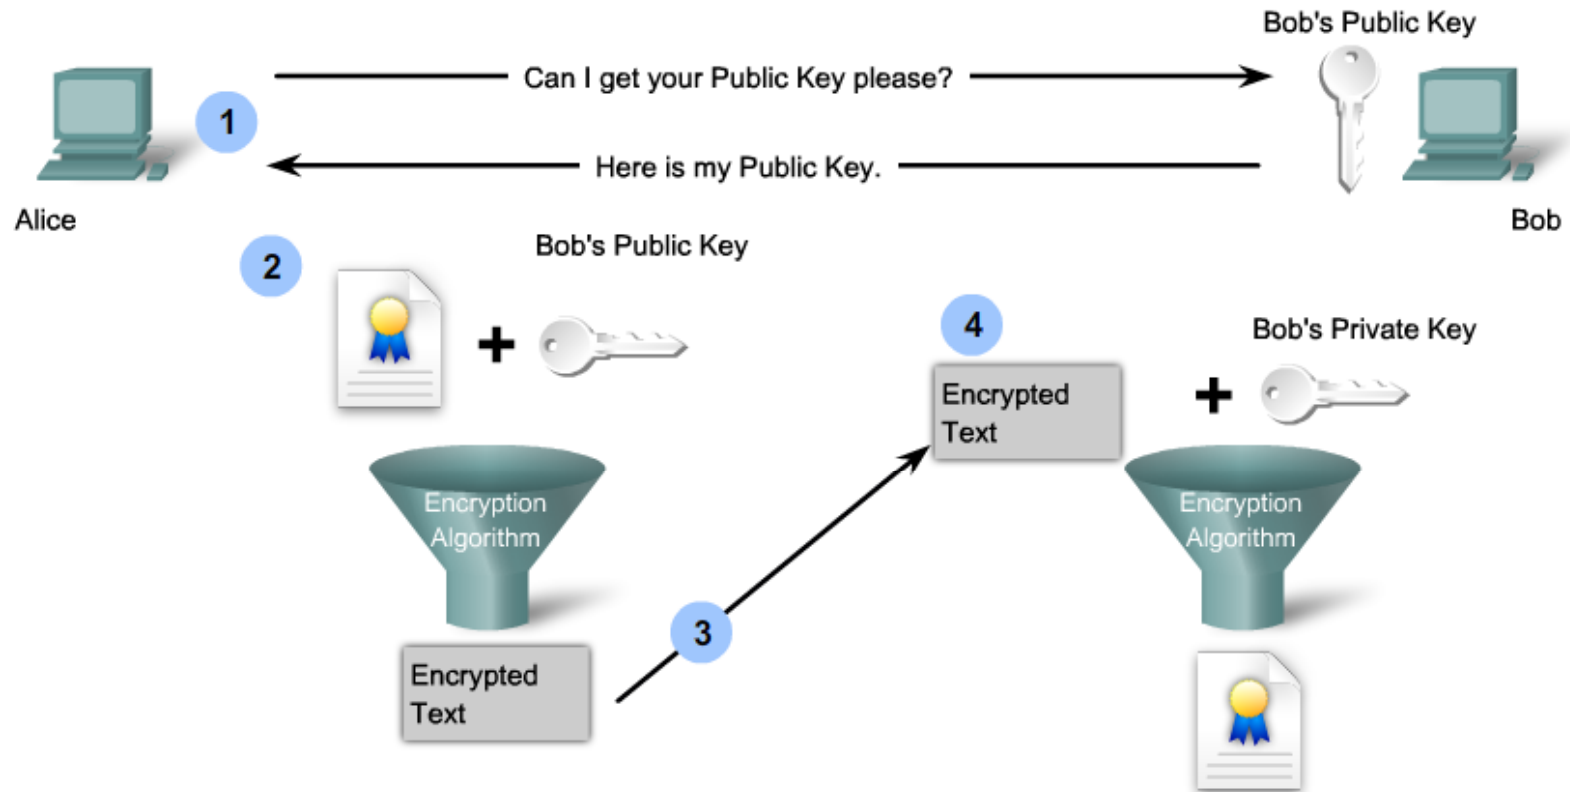 Bob's Public Key
Can I get your Public Key please?
1
Here is my Public Key.
Alice
Bob
2
Bob's Public Key
4
Bob's Private Key
Encrypted
Text
Encryption
Algorithm
Encryption
Algorithm
3
Encrypted
Text